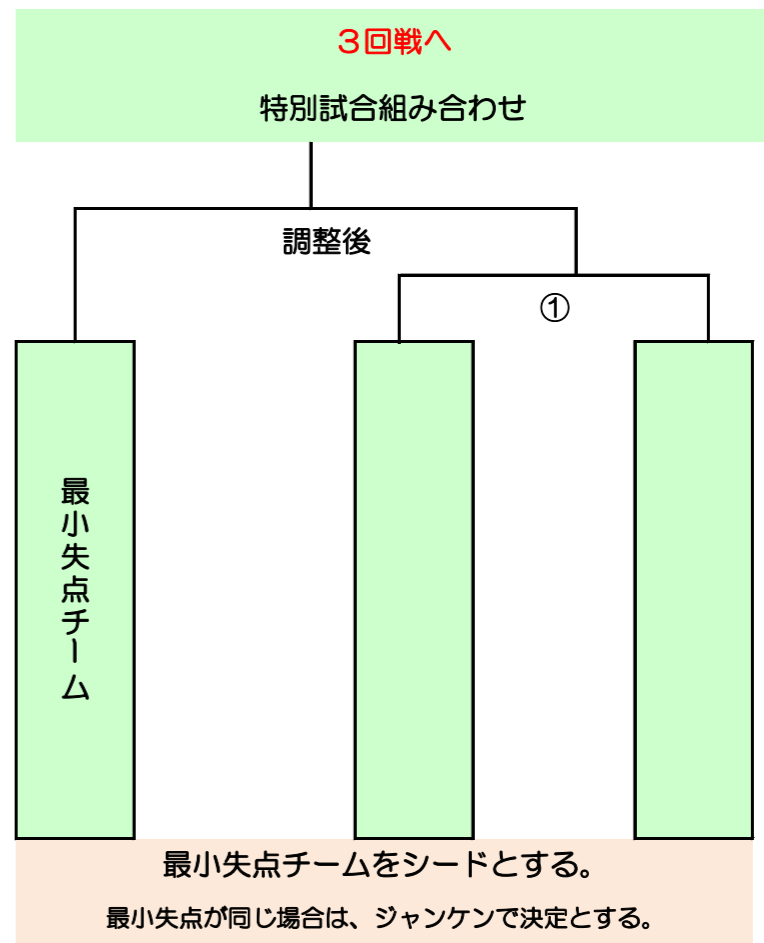 ３回戦へ
特別試合組み合わせ
調整後
①
最小失点チーム
最小失点チームをシードとする。
最小失点が同じ場合は、ジャンケンで決定とする。